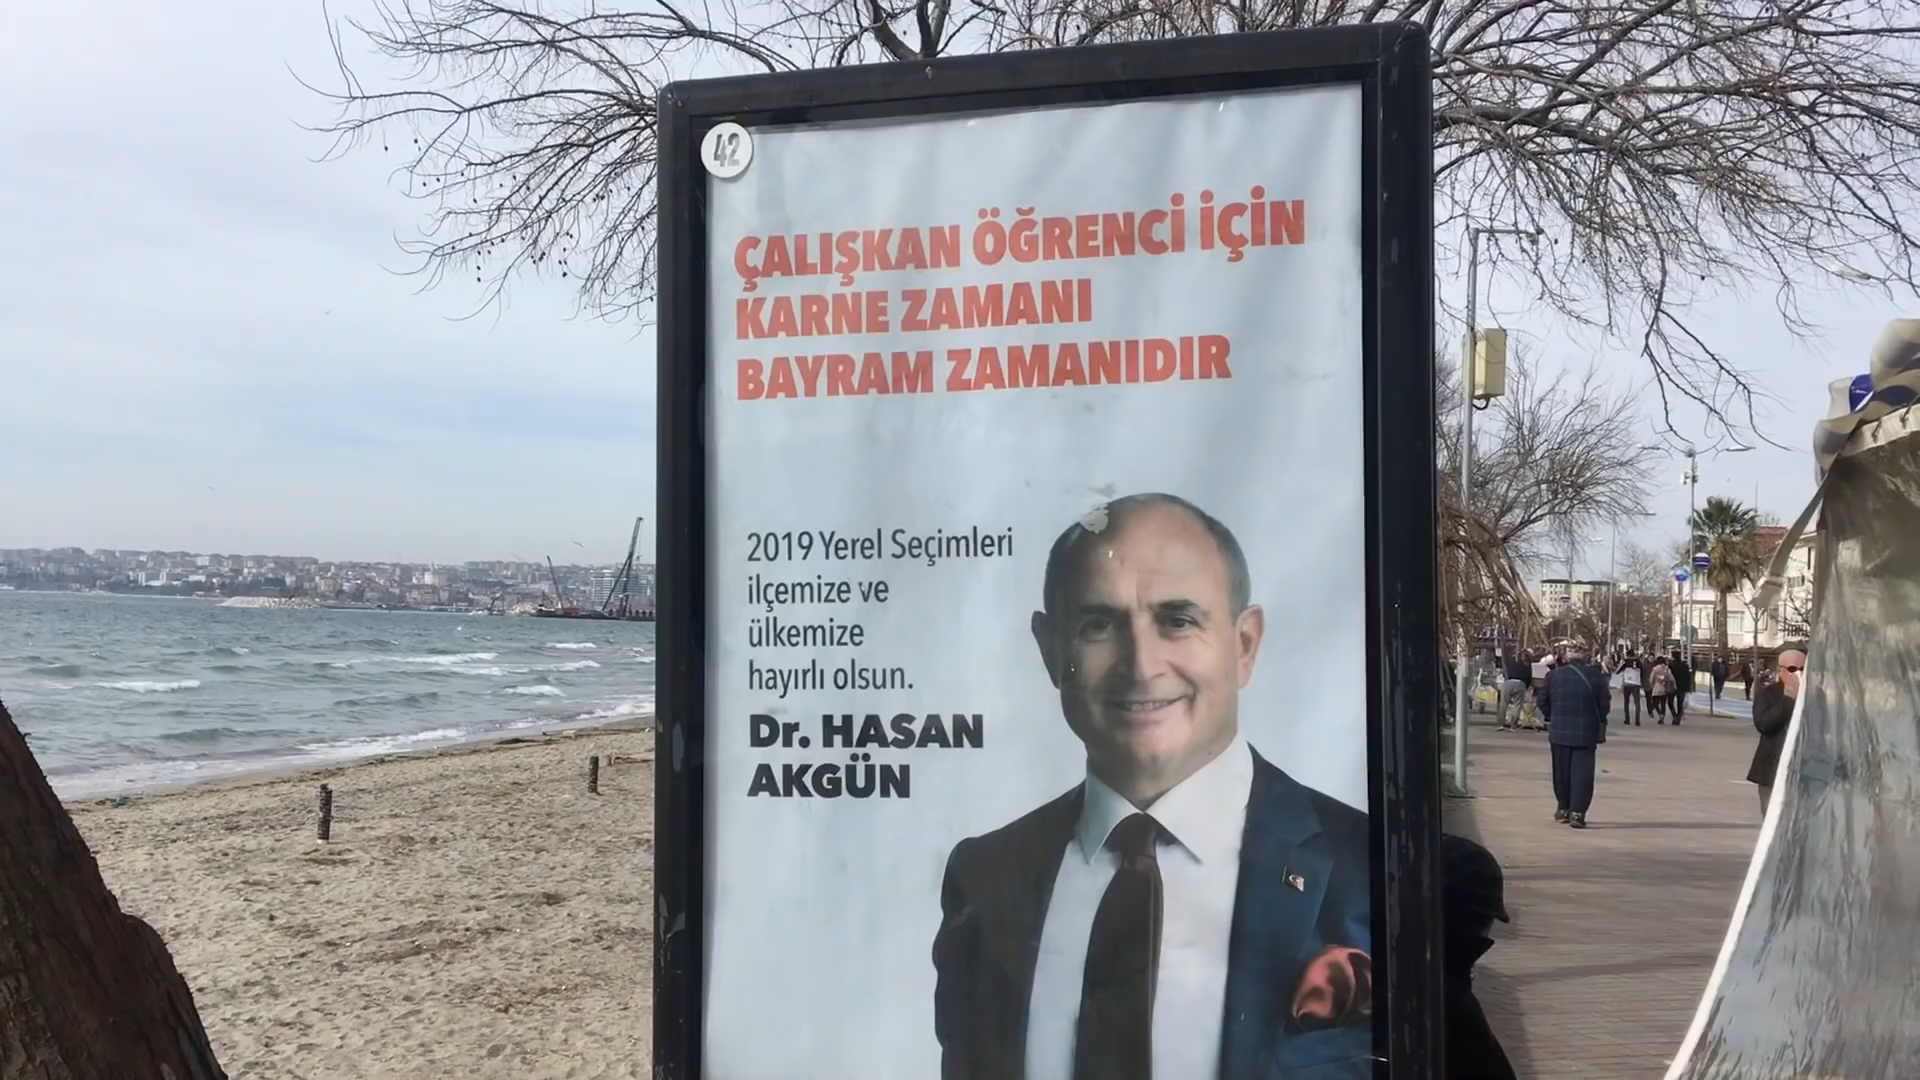 42
ÇALIŞKAN ÖĞRENCİ İÇİN
KARNE ZAMANI
BAYRAM ZAMANIDIR
2019 Yerel Seçimleri
ilçemize ve
ülkemize
hayırlı olsun.
Dr. HASAN
AKGÜN